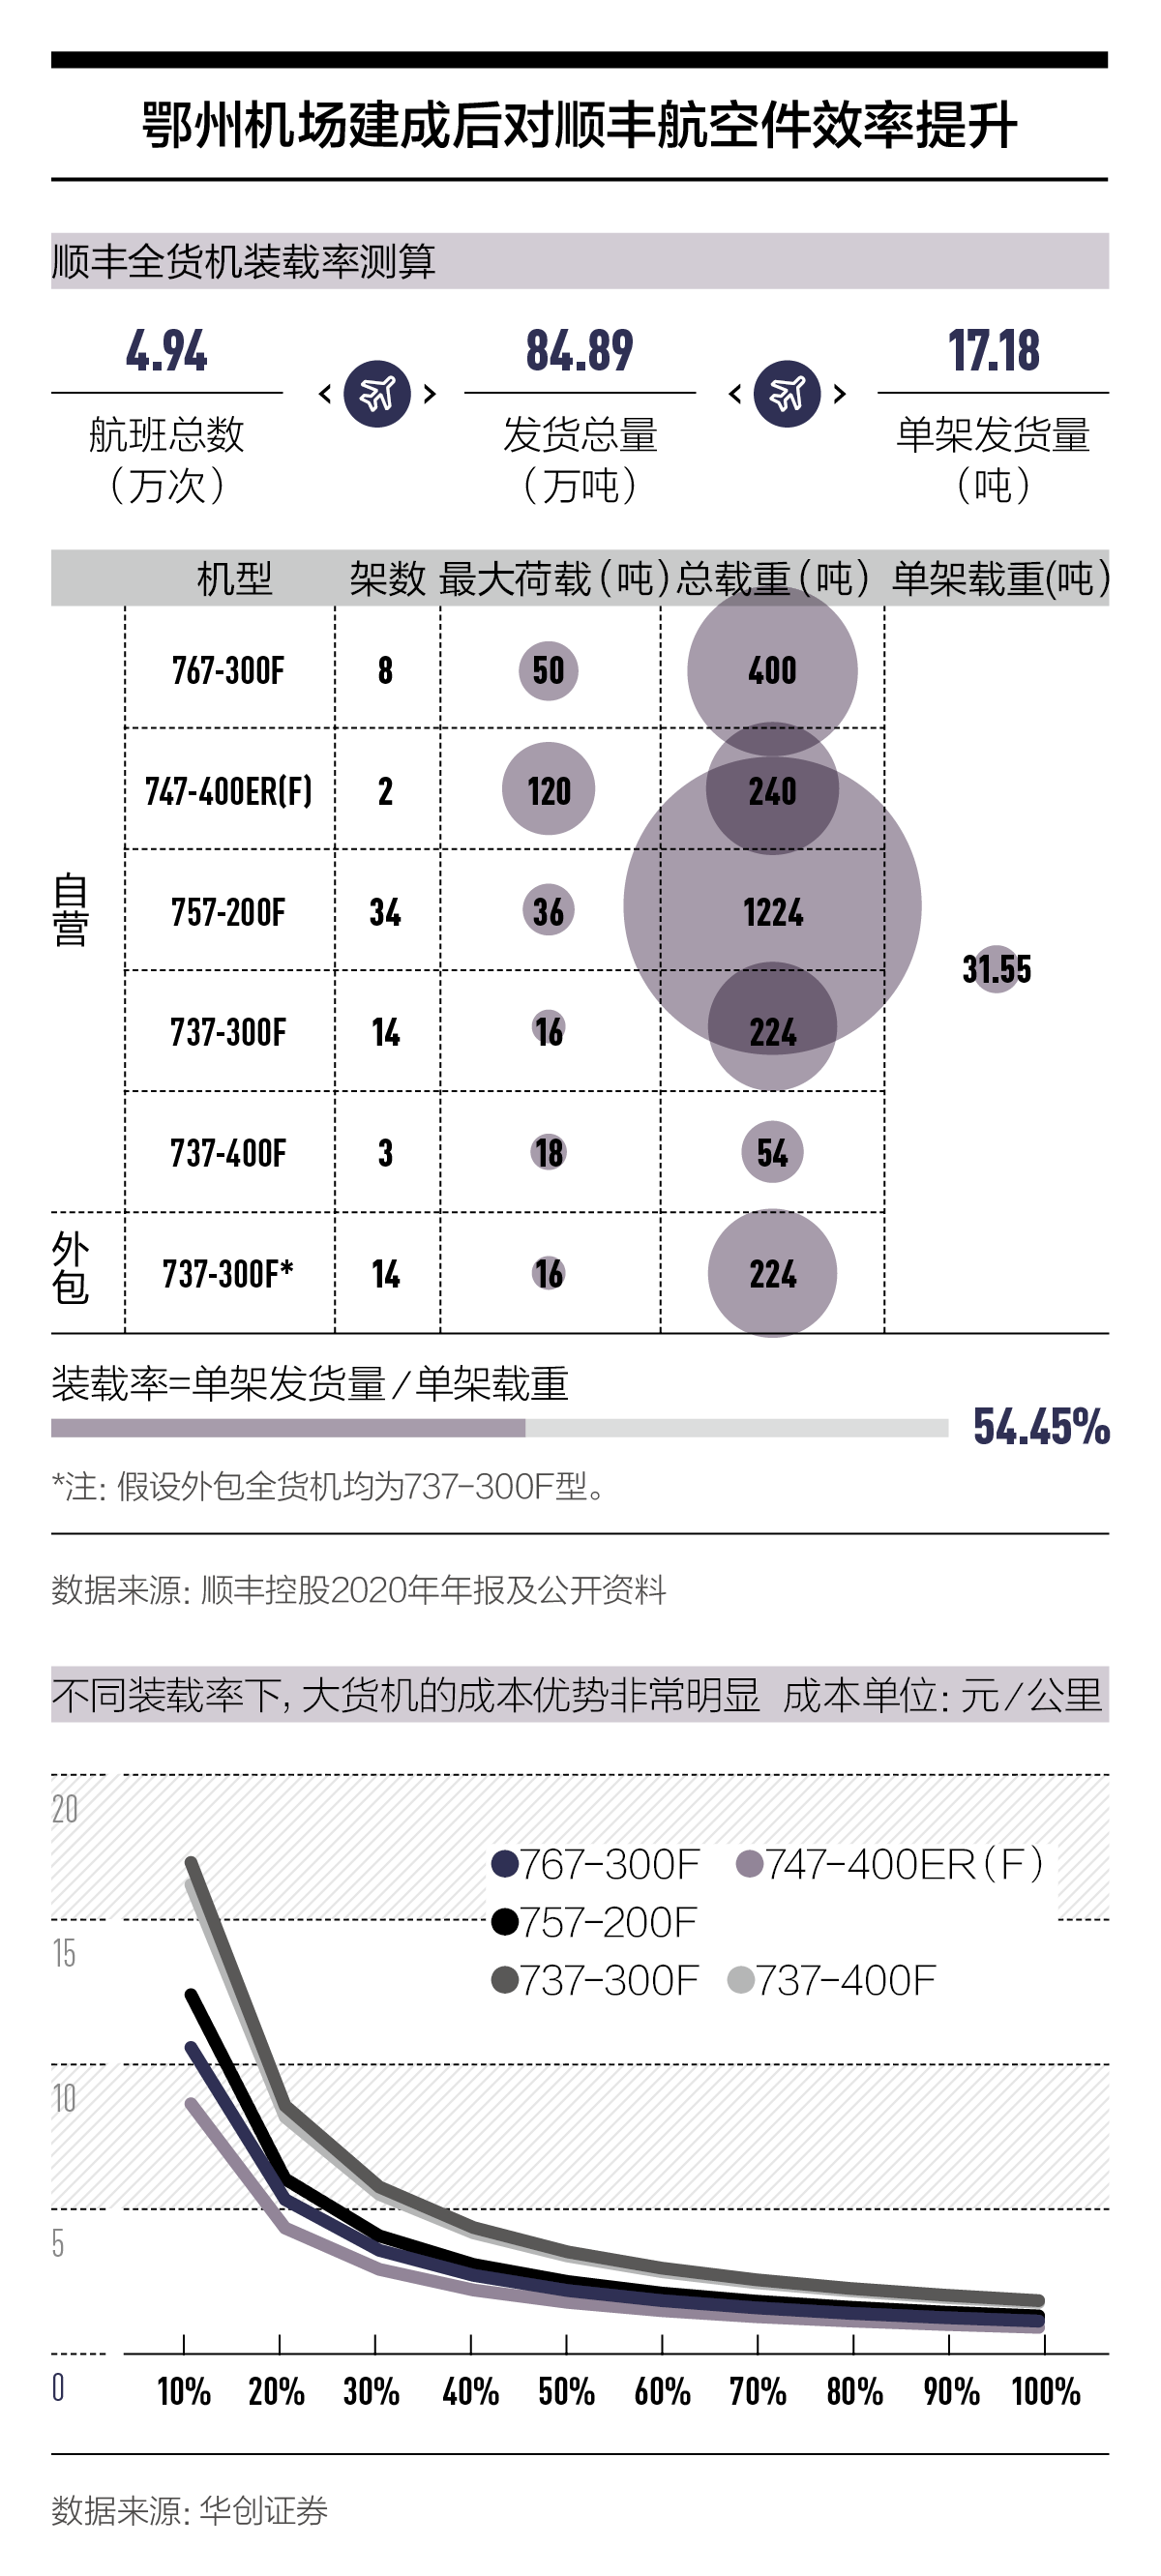 鄂州机场建成后对顺丰航空件效率提升
顺丰全货机装载率测算
4.94 84.89 17.18
航班总数 发货总量 单架发货量
（万次） （万吨） （吨）
机型 架数 最大荷载（吨） 总载重（吨） 单架载重(吨）
767-300F 8 50 400
747-400ER(F) 2 120 240
自营
757-200F 34 36 1224
31.55
737-300F 14 16 224
737-400F 3 18 54
外包
737-300F* 14 16 224
装载率=单架发货量/单架载重
54.45%
*注：假设外包全货机均为737-300F型。
数据来源：顺丰控股2020年年报及公开资料
不同装载率下，大货机的成本优势非常明显 成本单位：元/公里
20
767-300F 747-400ER（F）
757-200F
15
737-300F 737-400F
10
5
0
10% 20% 30% 40% 50% 60% 70% 80% 90% 100%
数据来源：华创证券